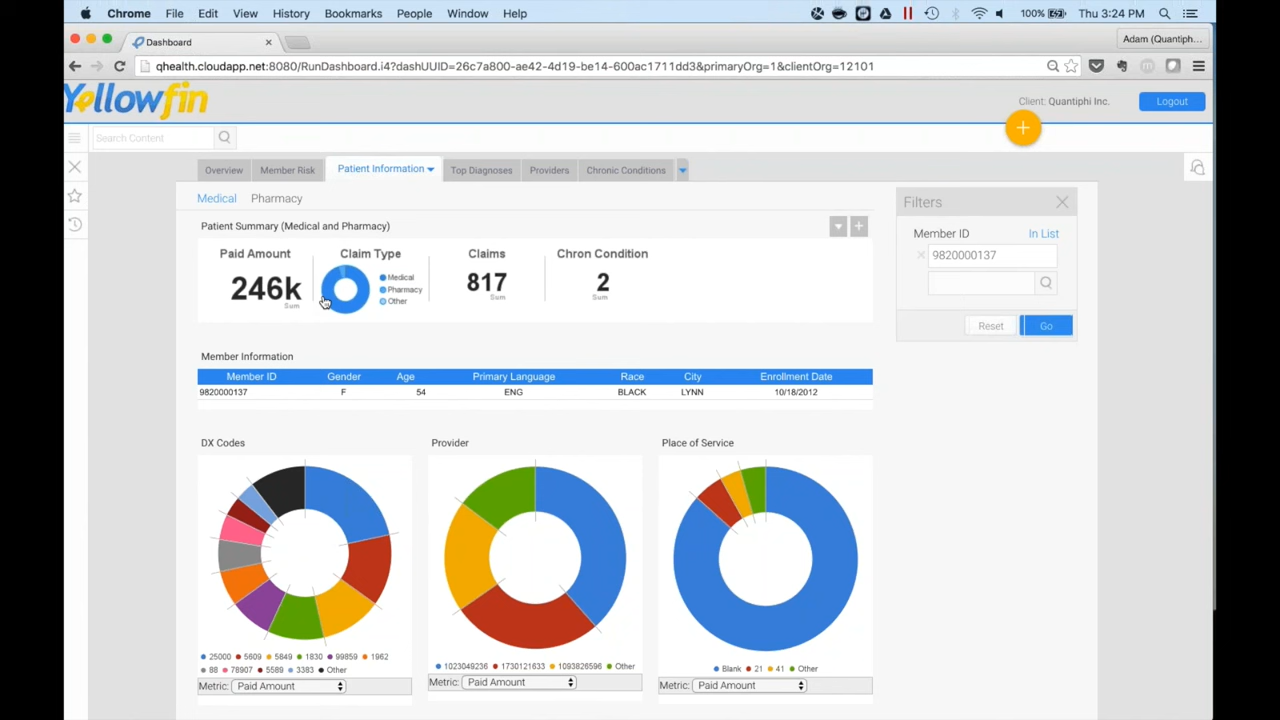 Chrome File Edit View History Bookmarks People Window Help 100% Thu 3:24 PM
Dashboard Adam (Quantiph...
qhealth.cloudapp.net:8080/RunDashboard.i4?dashUUID=26c7a800-ae42-4d19-be14-600ac1711dd3&primaryOrg=1&clientOrg=12101
Yellowfin
Client: Quantiphi Inc. Logout
Search Content
Overview Member Risk Patient Information Top Diagnoses Providers Chronic Conditions
Medical Pharmacy
Filters
Patient Summary (Medical and Pharmacy)
Member ID In List
9820000137
Paid Amount Claim Type Claims Chron Condition
246k Medical 817 2
Sum Pharmacy Sum Sum
Other
Reset Go
Member Information
Member ID Gender Age Primary Language Race City Enrollment Date
9820000137 F 54 ENG BLACK LYNN 10/18/2012
DX Codes Provider Place of Service
25000 5609 5849 1830 99859 1962
88 78907 5589 3383 Other
1023049236 1730121633 1093826596 Other
Blank 21 41 Other
Metric: Paid Amount Metric: Paid Amount Metric: Paid Amount